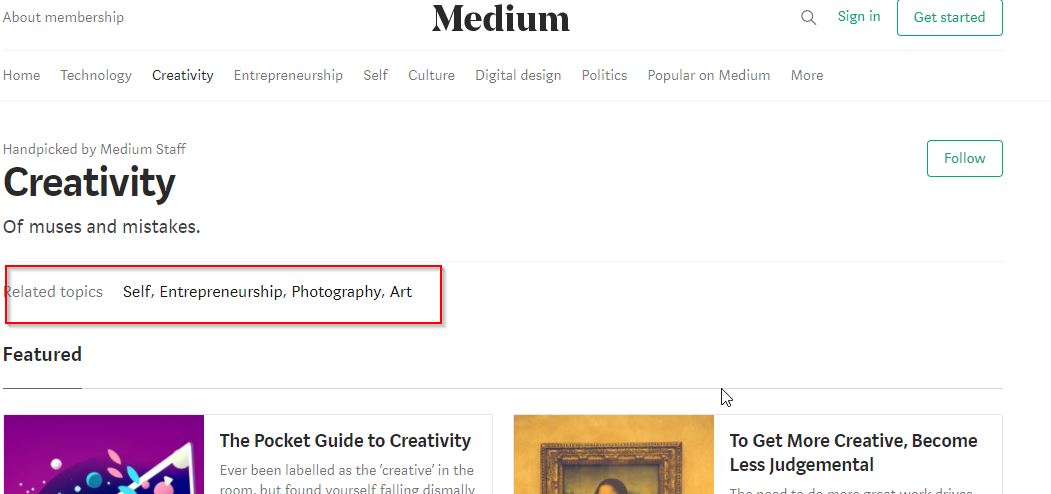 About membership
Medium
Sign in
Get started
Home Technology Creativity Entrepreneurship Self Culture Digital design Politics Popular on Medium More
Handpicked by Medium Staff
Follow
Creativity
Of muses and mistakes.
Related topics Self, Entrepreneurship, Photography, Art
Featured
The Pocket Guide to Creativity
Ever been labelled as the ‘creative’ in the
room, but found yourself falling dismally
To Get More Creative, Become
Less Judgemental
The need to do more great work drives